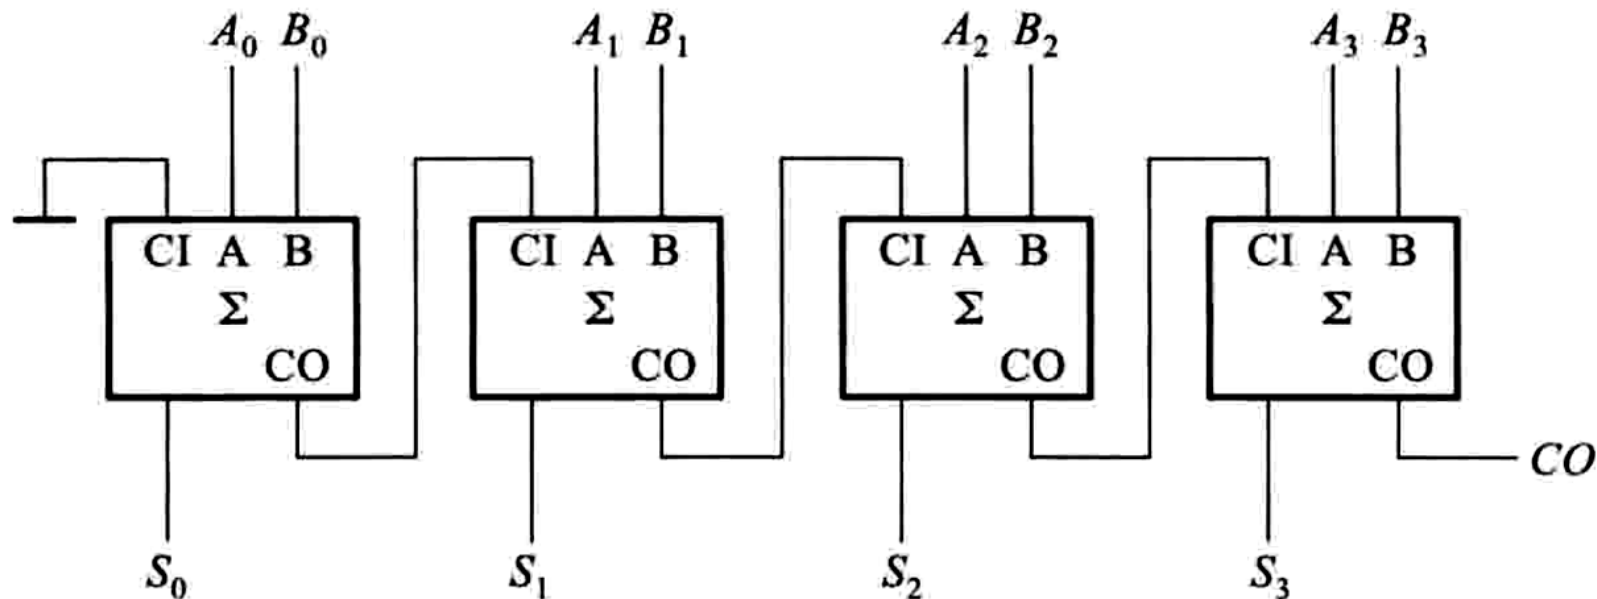 A₀ B₀ A₁ B₁ A₂ B₂ A₃ B₃
CI A B CI A B CI A B CI A B
Σ Σ Σ Σ
CO CO CO CO
CO
S₀ S₁ S₂ S₃